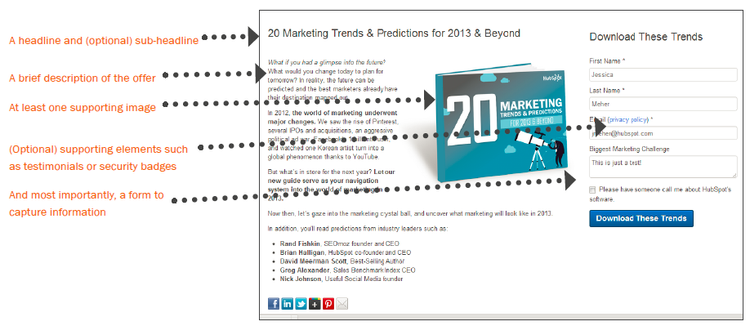 A headline and (optional) sub-headline
A brief description of the offer
At least one supporting image
(Optional) supporting elements such
as testimonials or security badges
And most importantly, a form to
capture information
20 Marketing Trends & Predictions for 2013 & Beyond
What if you had a glimpse into the future?
What would you change today to plan for
tomorrow? In reality, the future can be
predicted and the best marketers already have
their destination mapped out.
In 2012, the world of marketing underwent
major changes. We saw the rise of Pinterest,
several IPOs and acquisitions, an aggressive
political
and watched one Korean artist turn into a
global phenomenon thanks to YouTube.
But what's in store for the next year? Let our
new guide serve as your navigation
system into the world of marketing in
2013.
Now then, let's gaze into the marketing crystal ball, and uncover what marketing will look like in 2013.
In addition, you'll read predictions from industry leaders such as:
• Rand Fishkin, SEOmoz founder and CEO
• Brian Halligan, HubSpot co-founder and CEO
• David Meerman Scott, Best-Selling Author
• Greg Alexander, Sales Benchmark Index CEO
• Nick Johnson, Useful Social Media founder
HubSpot
20 MARKETING
TRENDS & PREDICTIONS
FOR 2013 & BEYOND
Download These Trends
First Name *
Jessica
Last Name *
Meher
Email (privacy policy) *
@hubspot.com
Biggest Marketing Challenge
This is just a test!
Please have someone call me about HubSpot's
software.
Download These Trends